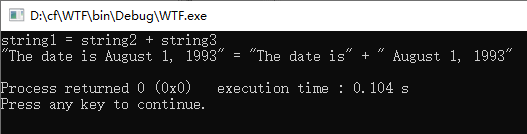 D:\cf\WTF\bin\Debug\WTF.exe
string1 = string2 + string3
"The date is August 1, 1993" = "The date is" + " August 1, 1993"
Process returned 0 (0x0)   execution time : 0.104 s
Press any key to continue.